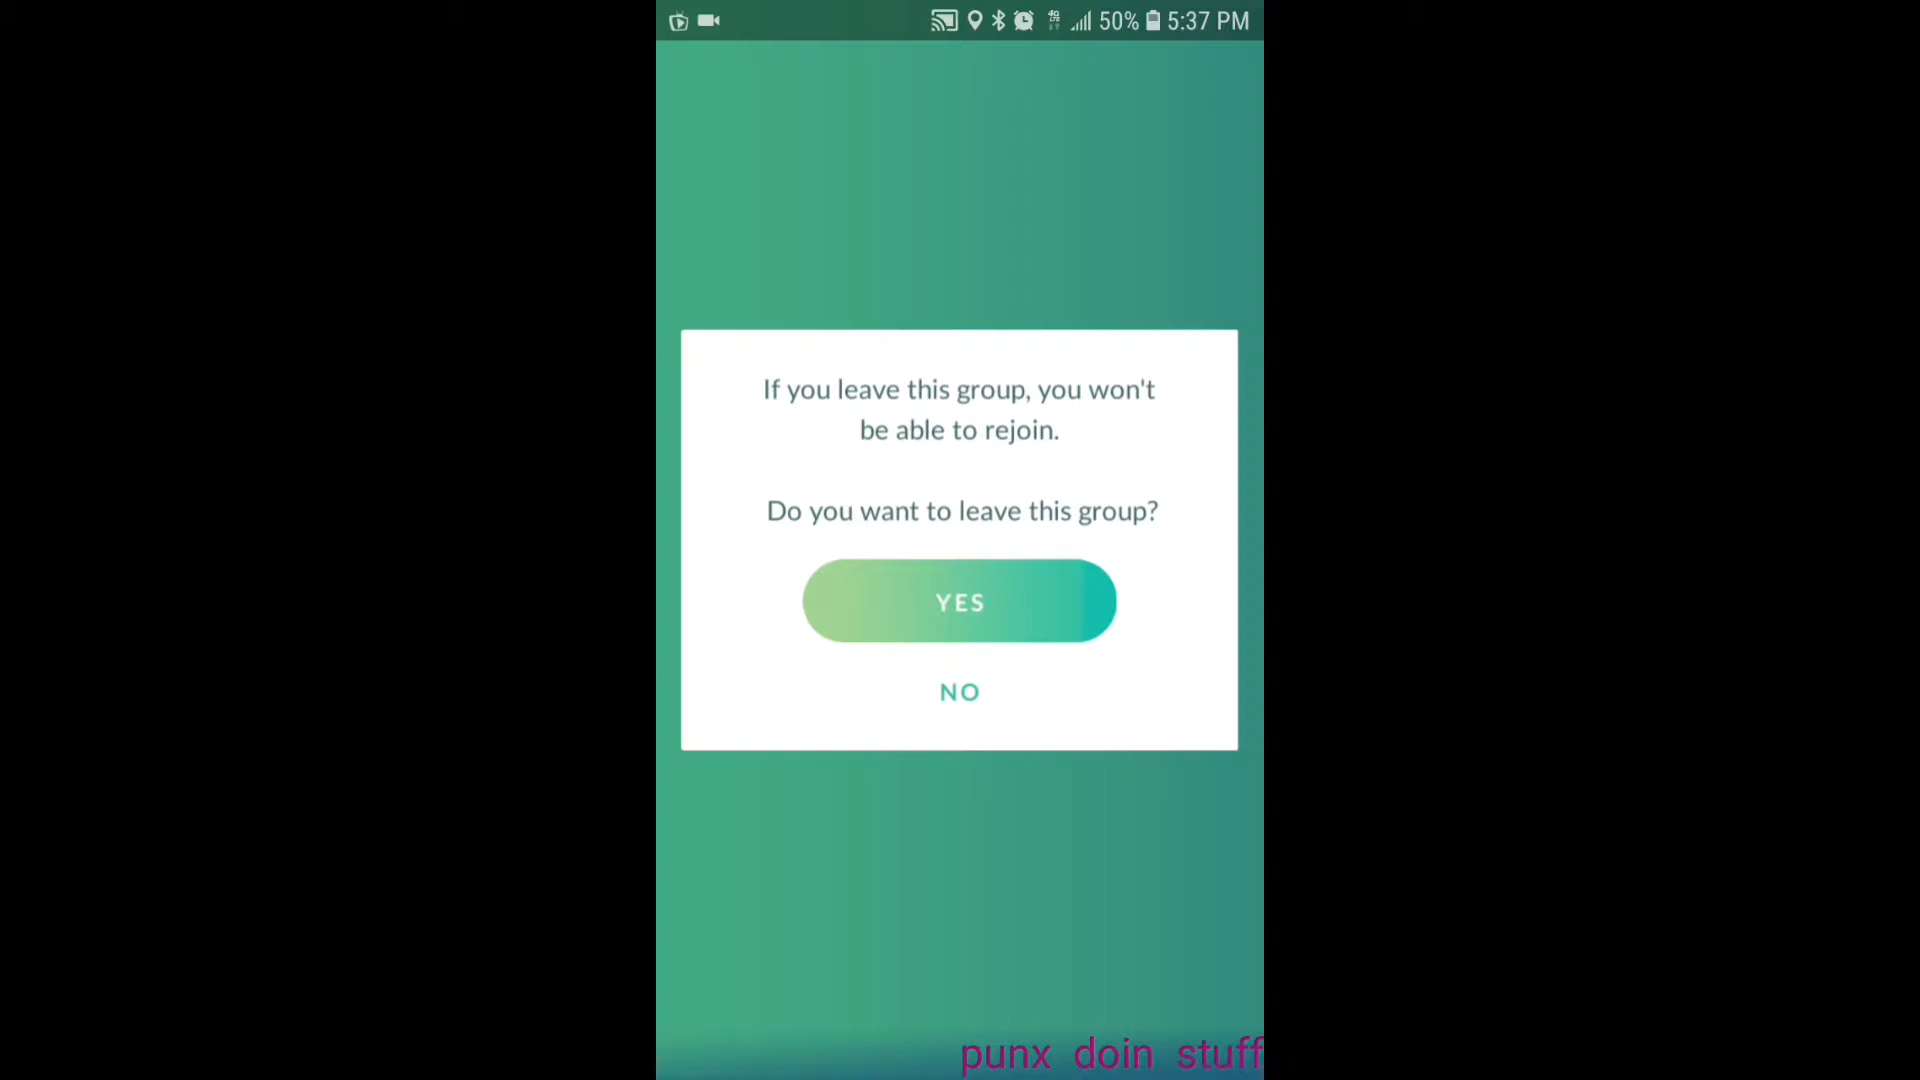 50% 5:37 PM
If you leave this group, you won't
be able to rejoin.
Do you want to leave this group?
YES
NO
punx doin stuff